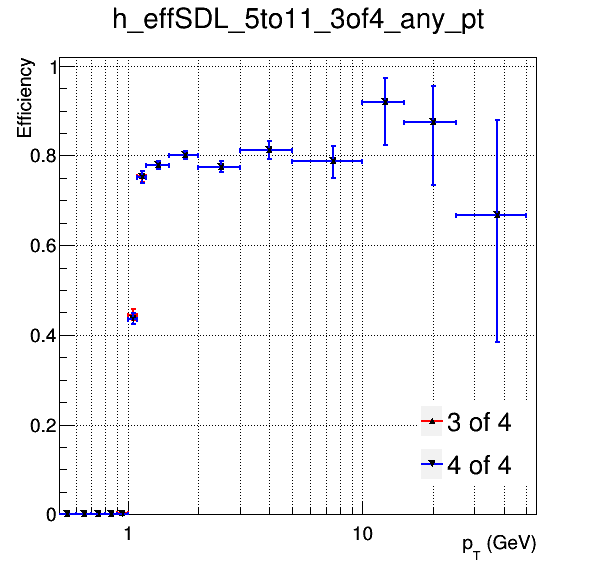 h_effSDL_5to11_3of4_any_pt
Efficiency
1
0.8
0.6
0.4
0.2
0
3 of 4
4 of 4
1
10
p_T (GeV)